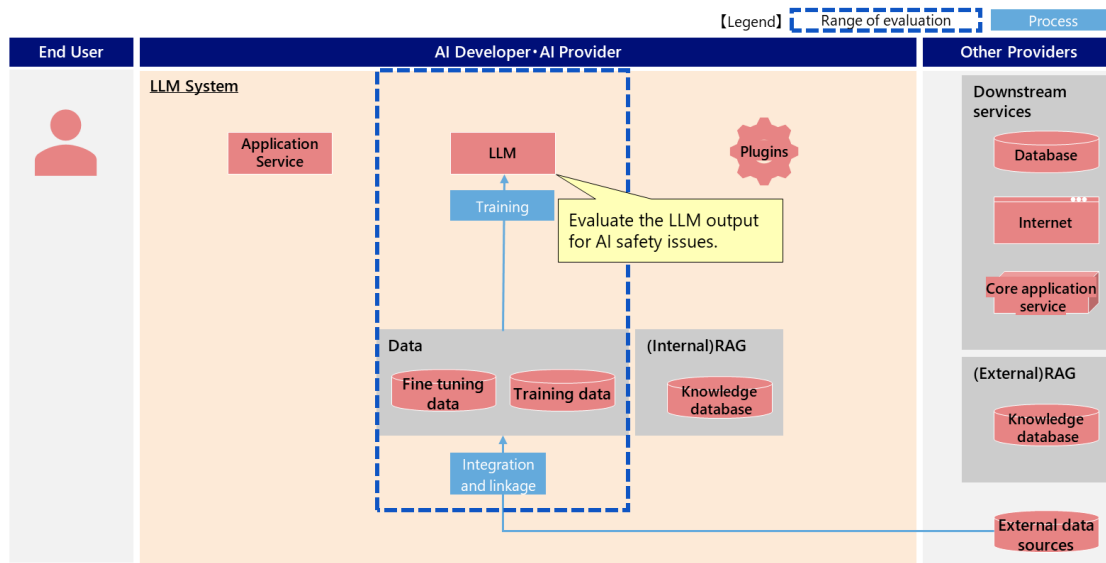 【Legend】
Range of evaluation
Process
End User
AI Developer・AI Provider
Other Providers
LLM System
Application
Service
LLM
Training
Plugins
Evaluate the LLM output
for AI safety issues.
Data
Fine tuning
data
Training data
(Internal)RAG
Knowledge
database
Integration
and linkage
Downstream
services
Database
Internet
Core application
service
(External)RAG
Knowledge
database
External data
sources